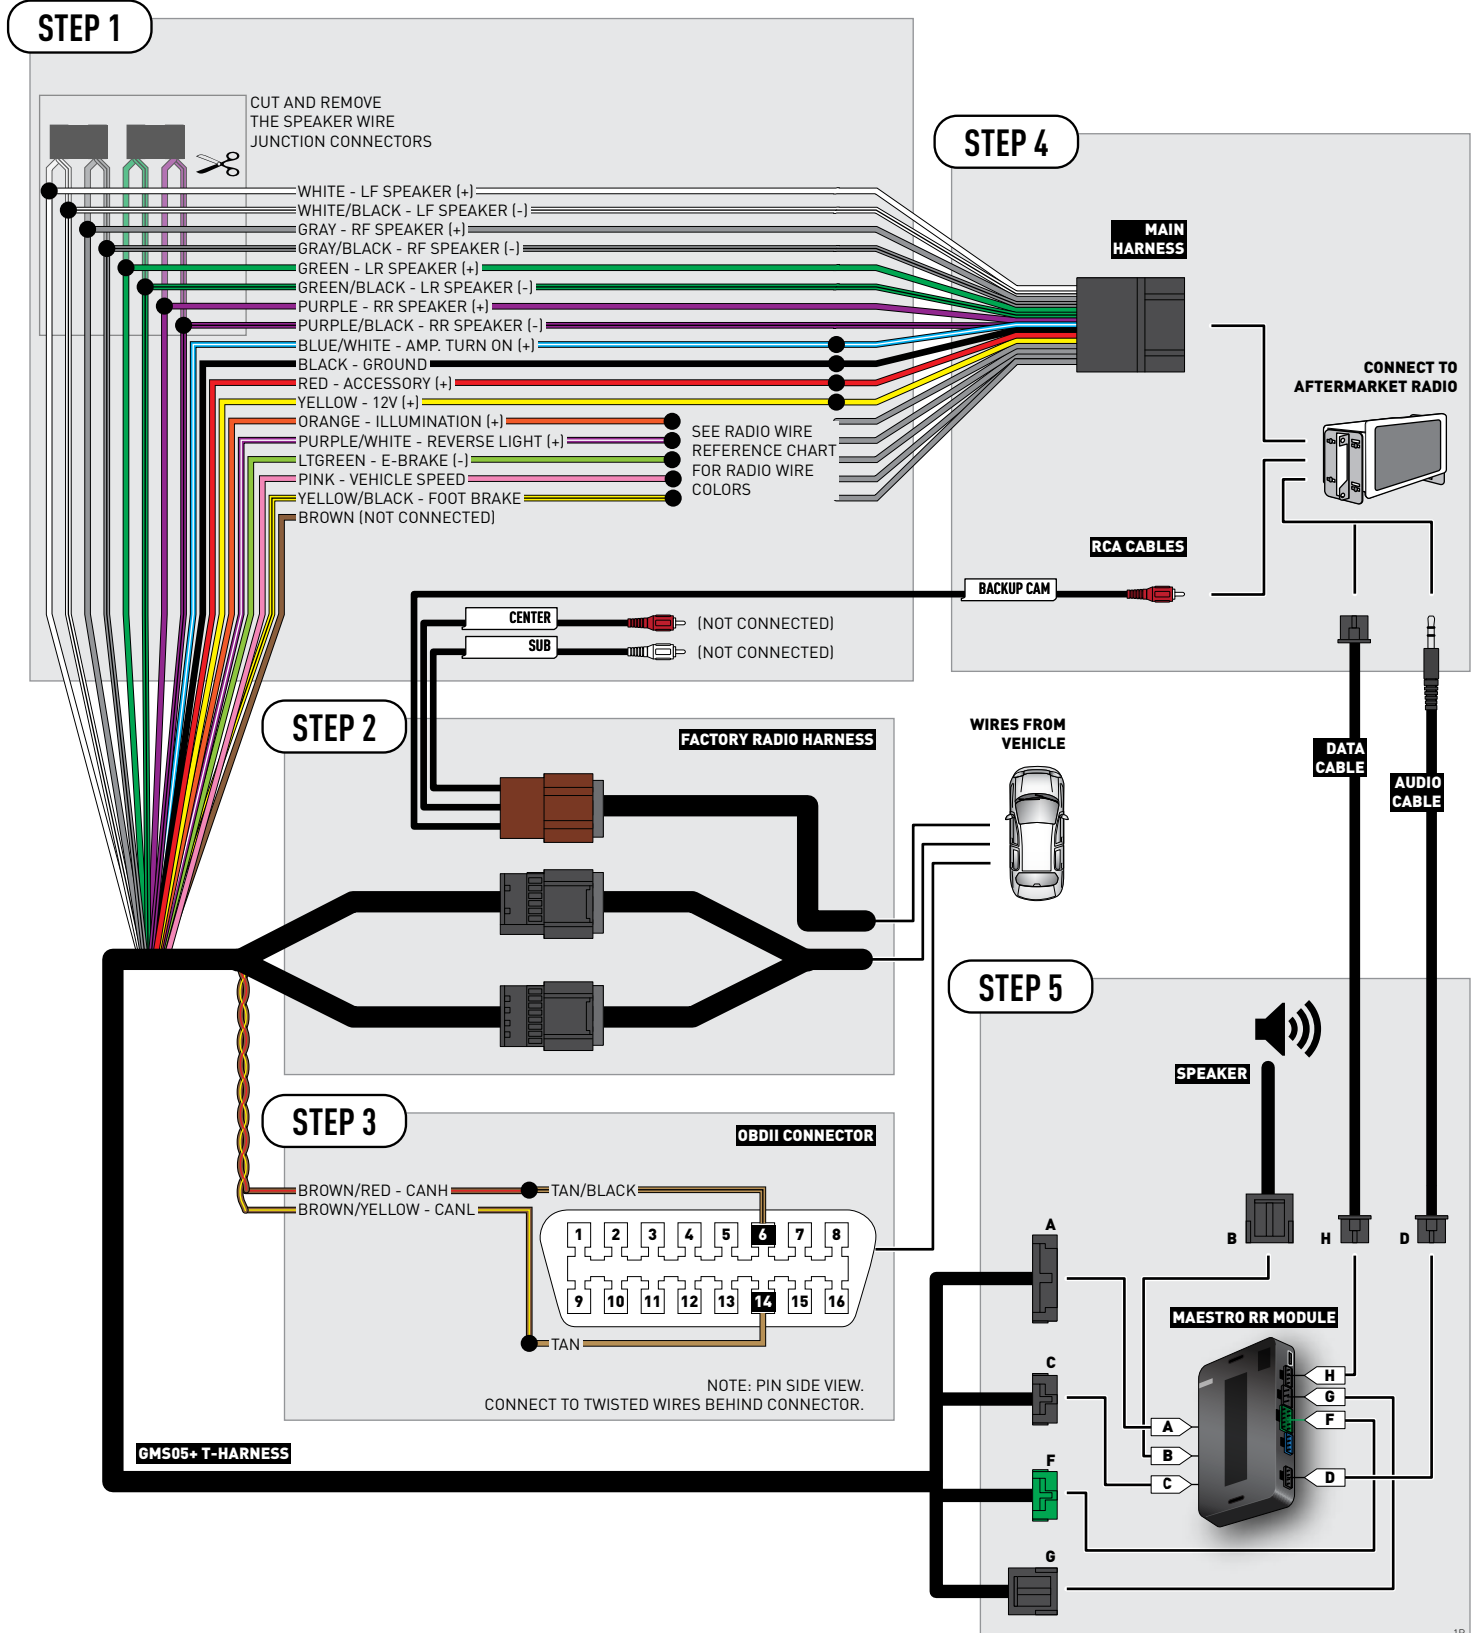 STEP 1
CUT AND REMOVE
THE SPEAKER WIRE
JUNCTION CONNECTORS
WHITE - LF SPEAKER (+)
WHITE/BLACK - LF SPEAKER (-)
GRAY - RF SPEAKER (+)
GRAY/BLACK - RF SPEAKER (-)
GREEN - LR SPEAKER (+)
GREEN/BLACK - LR SPEAKER (-)
PURPLE - RR SPEAKER (+)
PURPLE/BLACK - RR SPEAKER (-)
BLUE/WHITE - AMP. TURN ON (+)
BLACK - GROUND
RED - ACCESSORY (+)
YELLOW - 12V (+)
ORANGE - ILLUMINATION (+)
PURPLE/WHITE - REVERSE LIGHT (+)
LTGREEN - E-BRAKE (-)
PINK - VEHICLE SPEED
YELLOW/BLACK - FOOT BRAKE
BROWN (NOT CONNECTED)
SEE RADIO WIRE
REFERENCE CHART
FOR RADIO WIRE
COLORS
CENTER
(NOT CONNECTED)
SUB
(NOT CONNECTED)
STEP 4
MAIN
HARNESS
CONNECT TO
AFTERMARKET RADIO
RCA CABLES
BACKUP CAM
DATA
CABLE
AUDIO
CABLE
STEP 2
FACTORY RADIO HARNESS
WIRES FROM
VEHICLE
STEP 3
OBDII CONNECTOR
BROWN/RED - CANH
TAN/BLACK
BROWN/YELLOW - CANL
1 2 3 4 5 6 7 8
9 10 11 12 13 14 15 16
TAN
NOTE: PIN SIDE VIEW.
CONNECT TO TWISTED WIRES BEHIND CONNECTOR.
GMS05+ T-HARNESS
STEP 5
SPEAKER
B
H
D
A
C
F
G
MAESTRO RR MODULE
H
G
F
D
A
B
C